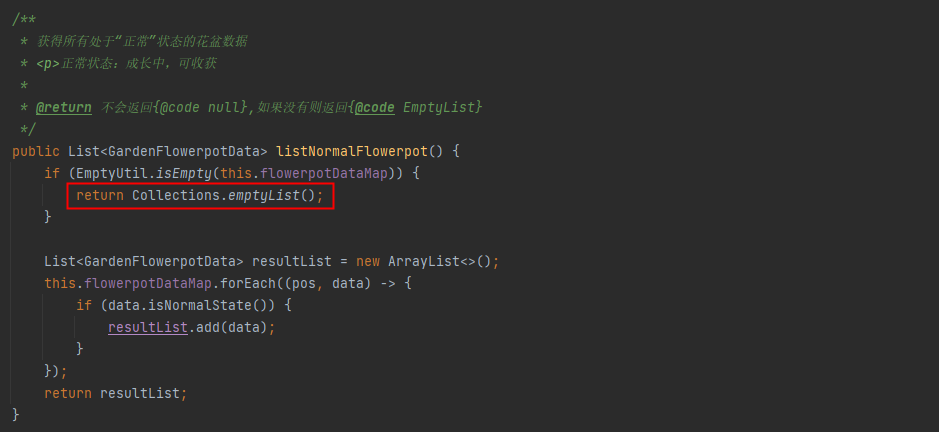 /**
 * 获得所有处于“正常”状态的花盆数据
 * <p>正常状态：成长中，可收获
 *
 * @return 不会返回{@code null},如果没有则返回{@code EmptyList}
 */
public List<GardenFlowerpotData> listNormalFlowerpot() {
    if (EmptyUtil.isEmpty(this.flowerpotDataMap)) {
        return Collections.emptyList();
    }

    List<GardenFlowerpotData> resultList = new ArrayList<>();
    this.flowerpotDataMap.forEach((pos, data) -> {
        if (data.isNormalState()) {
            resultList.add(data);
        }
    });
    return resultList;
}